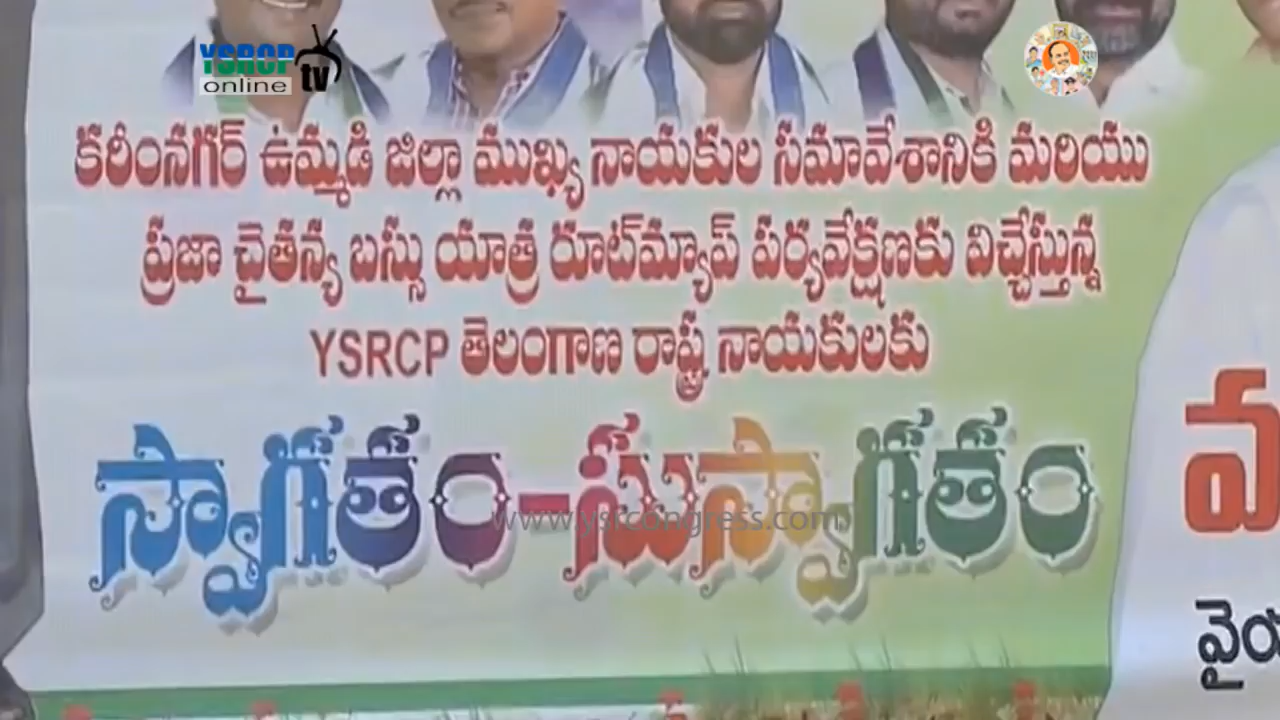 YSRCP
online tv
కరీంనగర్ ఉమ్మడి జిల్లా ముఖ్య నాయకుల సమావేశానికి మరియు
ప్రజా చైతన్య బస్సు యాత్ర రూట్‌మ్యాప్ పర్యవేక్షణకు విచ్చేస్తున్న
YSRCP తెలంగాణ రాష్ట్ర నాయకులకు
స్వాగతం-సుస్వాగతం
www.ysrcongress.com